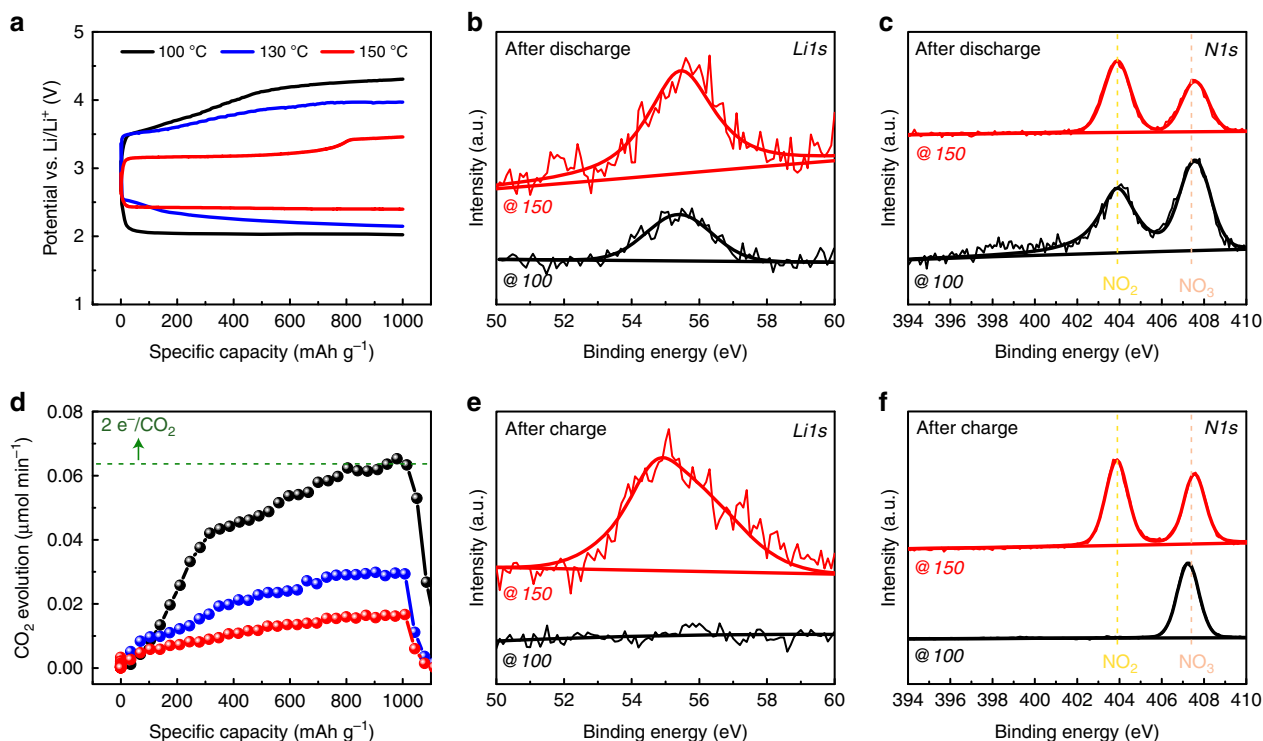 a
100 °C 130 °C 150 °C
5
4
3
2
1
Potential vs. Li/Li⁺ (V)
0 200 400 600 800 1000
Specific capacity (mAh g⁻¹)
b
After discharge Li1s
@150
@100
Intensity (a.u.)
50 52 54 56 58 60
Binding energy (eV)
c
After discharge N1s
@150
@100
NO₂ NO₃
Intensity (a.u.)
394 396 398 400 402 404 406 408 410
Binding energy (eV)
d
0.08
0.06
0.04
0.02
0.00
2 e⁻/CO₂
CO₂ evolution (μmol min⁻¹)
0 200 400 600 800 1000
Specific capacity (mAh g⁻¹)
e
After charge Li1s
@150
@100
Intensity (a.u.)
50 52 54 56 58 60
Binding energy (eV)
f
After charge N1s
@150
@100
NO₂ NO₃
Intensity (a.u.)
394 396 398 400 402 404 406 408 410
Binding energy (eV)